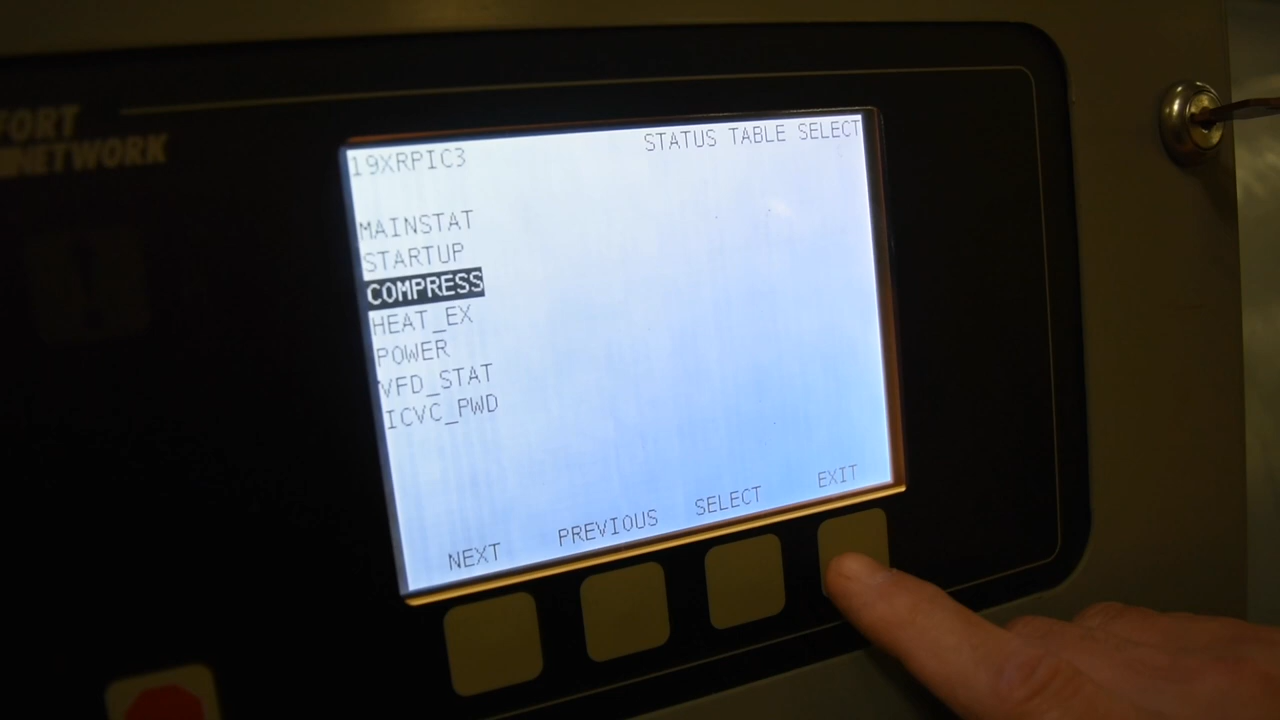 FORT
NETWORK
19XRPIC3
STATUS TABLE SELECT
MAINSTAT
STARTUP
COMPRESS
HEAT_EX
POWER
VFD_STAT
ICVC_PWD
NEXT PREVIOUS SELECT EXIT